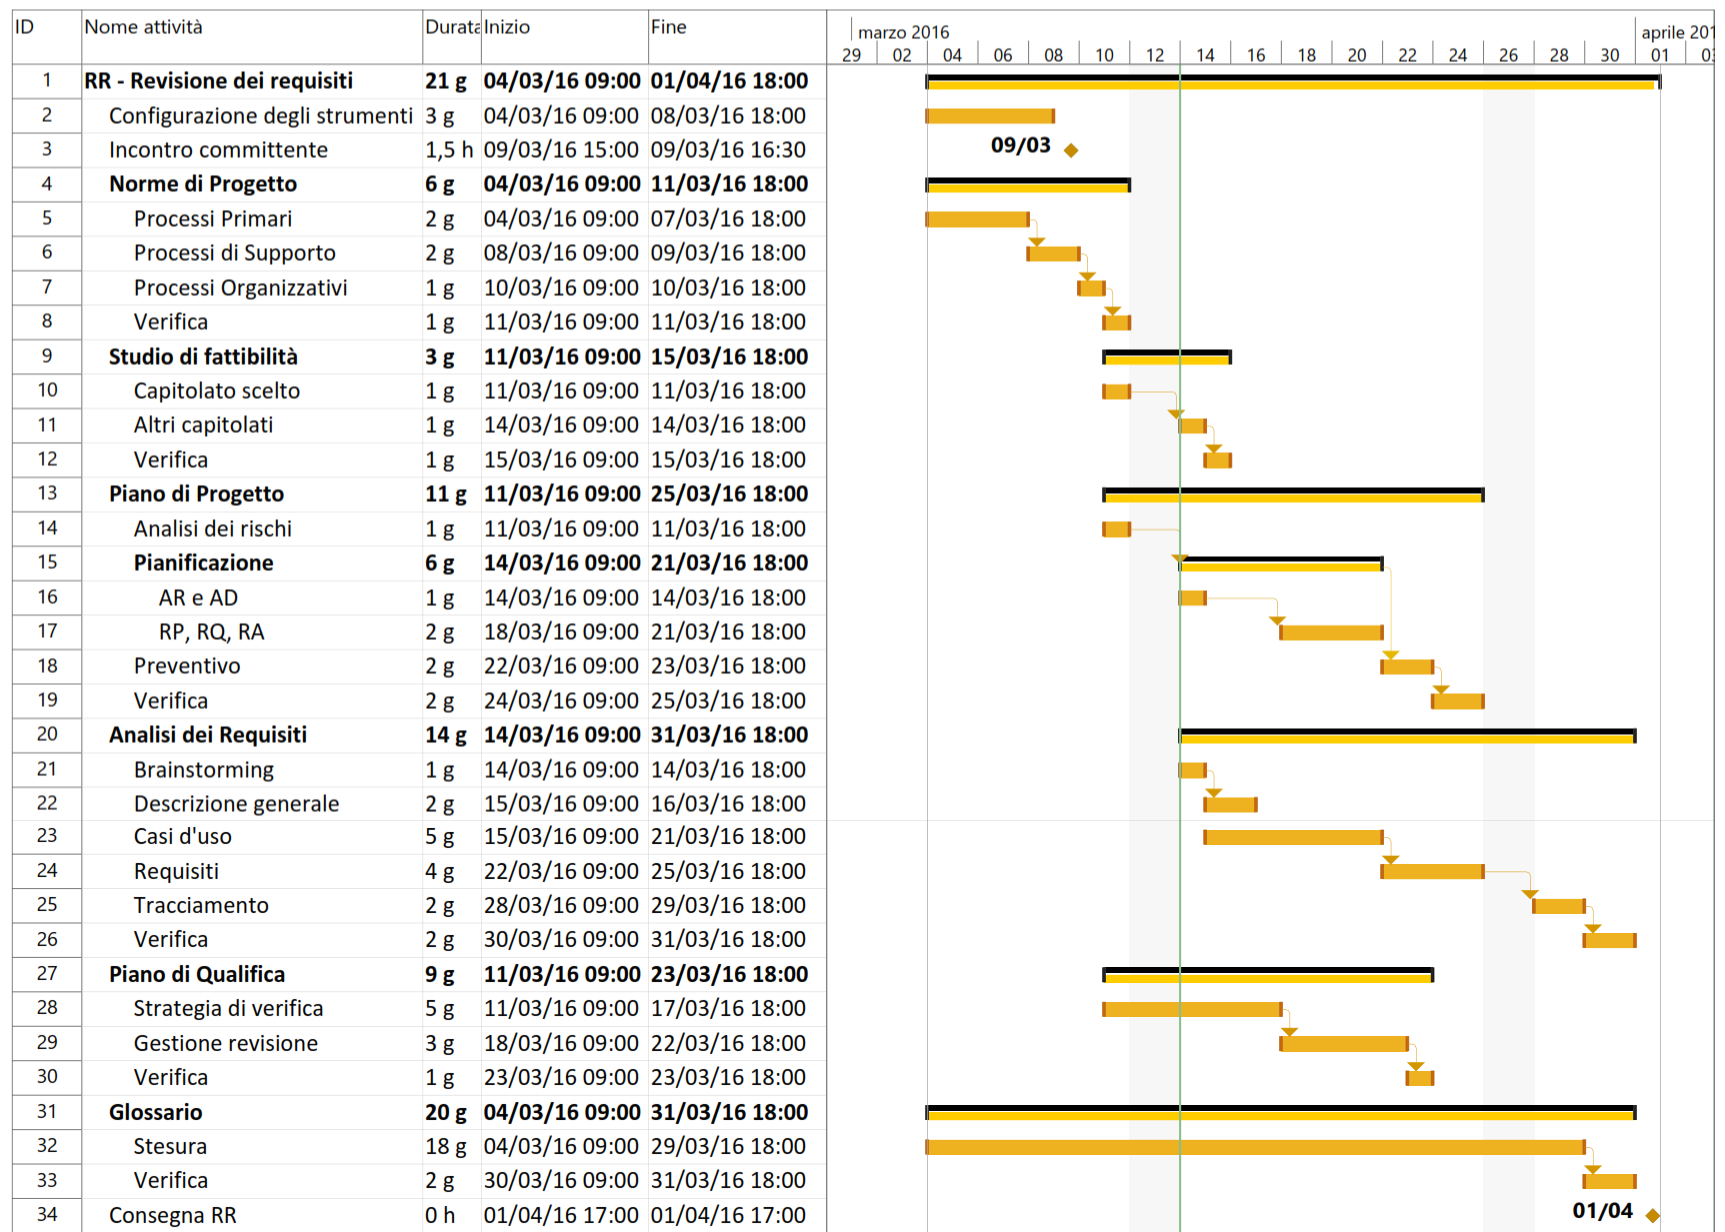 ID Nome attività Durata Inizio Fine marzo 2016 aprile 201
29 02 04 06 08 10 12 14 16 18 20 22 24 26 28 30 01 03
1 RR - Revisione dei requisiti 21 g 04/03/16 09:00 01/04/16 18:00
2 Configurazione degli strumenti 3 g 04/03/16 09:00 08/03/16 18:00
3 Incontro committente 1,5 h 09/03/16 15:00 09/03/16 16:30 09/03
4 Norme di Progetto 6 g 04/03/16 09:00 11/03/16 18:00
5 Processi Primari 2 g 04/03/16 09:00 07/03/16 18:00
6 Processi di Supporto 2 g 08/03/16 09:00 09/03/16 18:00
7 Processi Organizzativi 1 g 10/03/16 09:00 10/03/16 18:00
8 Verifica 1 g 11/03/16 09:00 11/03/16 18:00
9 Studio di fattibilità 3 g 11/03/16 09:00 15/03/16 18:00
10 Capitolato scelto 1 g 11/03/16 09:00 11/03/16 18:00
11 Altri capitolati 1 g 14/03/16 09:00 14/03/16 18:00
12 Verifica 1 g 15/03/16 09:00 15/03/16 18:00
13 Piano di Progetto 11 g 11/03/16 09:00 25/03/16 18:00
14 Analisi dei rischi 1 g 11/03/16 09:00 11/03/16 18:00
15 Pianificazione 6 g 14/03/16 09:00 21/03/16 18:00
16 AR e AD 1 g 14/03/16 09:00 14/03/16 18:00
17 RP, RQ, RA 2 g 18/03/16 09:00 21/03/16 18:00
18 Preventivo 2 g 22/03/16 09:00 23/03/16 18:00
19 Verifica 2 g 24/03/16 09:00 25/03/16 18:00
20 Analisi dei Requisiti 14 g 14/03/16 09:00 31/03/16 18:00
21 Brainstorming 1 g 14/03/16 09:00 14/03/16 18:00
22 Descrizione generale 2 g 15/03/16 09:00 16/03/16 18:00
23 Casi d'uso 5 g 15/03/16 09:00 21/03/16 18:00
24 Requisiti 4 g 22/03/16 09:00 25/03/16 18:00
25 Tracciamento 2 g 28/03/16 09:00 29/03/16 18:00
26 Verifica 2 g 30/03/16 09:00 31/03/16 18:00
27 Piano di Qualifica 9 g 11/03/16 09:00 23/03/16 18:00
28 Strategia di verifica 5 g 11/03/16 09:00 17/03/16 18:00
29 Gestione revisione 3 g 18/03/16 09:00 22/03/16 18:00
30 Verifica 1 g 23/03/16 09:00 23/03/16 18:00
31 Glossario 20 g 04/03/16 09:00 31/03/16 18:00
32 Stesura 18 g 04/03/16 09:00 29/03/16 18:00
33 Verifica 2 g 30/03/16 09:00 31/03/16 18:00
34 Consegna RR 0 h 01/04/16 17:00 01/04/16 17:00 01/04